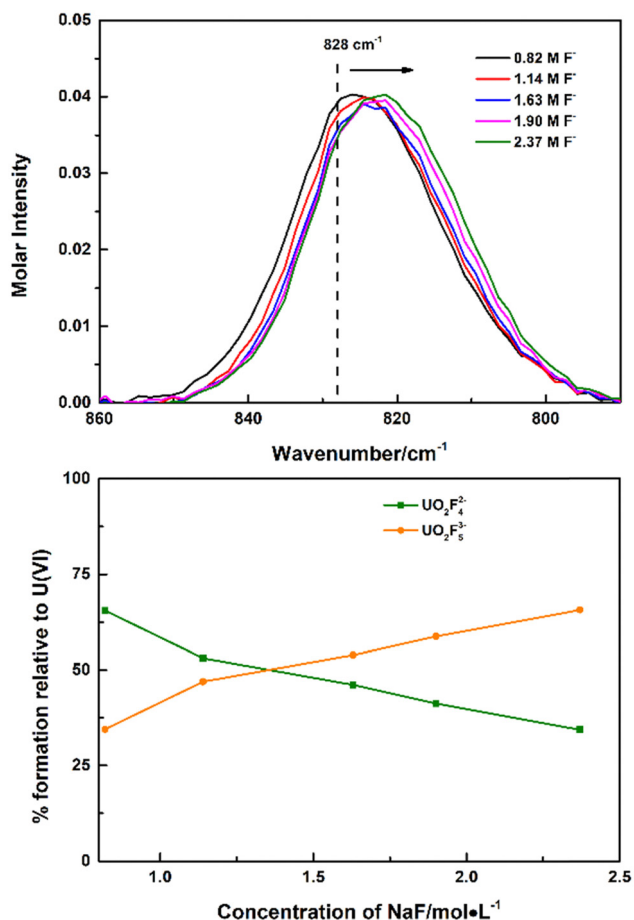 0.05
0.04
0.03
0.02
0.01
0.00
Molar Intensity
828 cm⁻¹
0.82 M F⁻
1.14 M F⁻
1.63 M F⁻
1.90 M F⁻
2.37 M F⁻
860 840 820 800
Wavenumber/cm⁻¹
100
75
50
25
0
% formation relative to U(VI)
UO₂F₄²⁻
UO₂F₅³⁻
1.0 1.5 2.0 2.5
Concentration of NaF/mol•L⁻¹